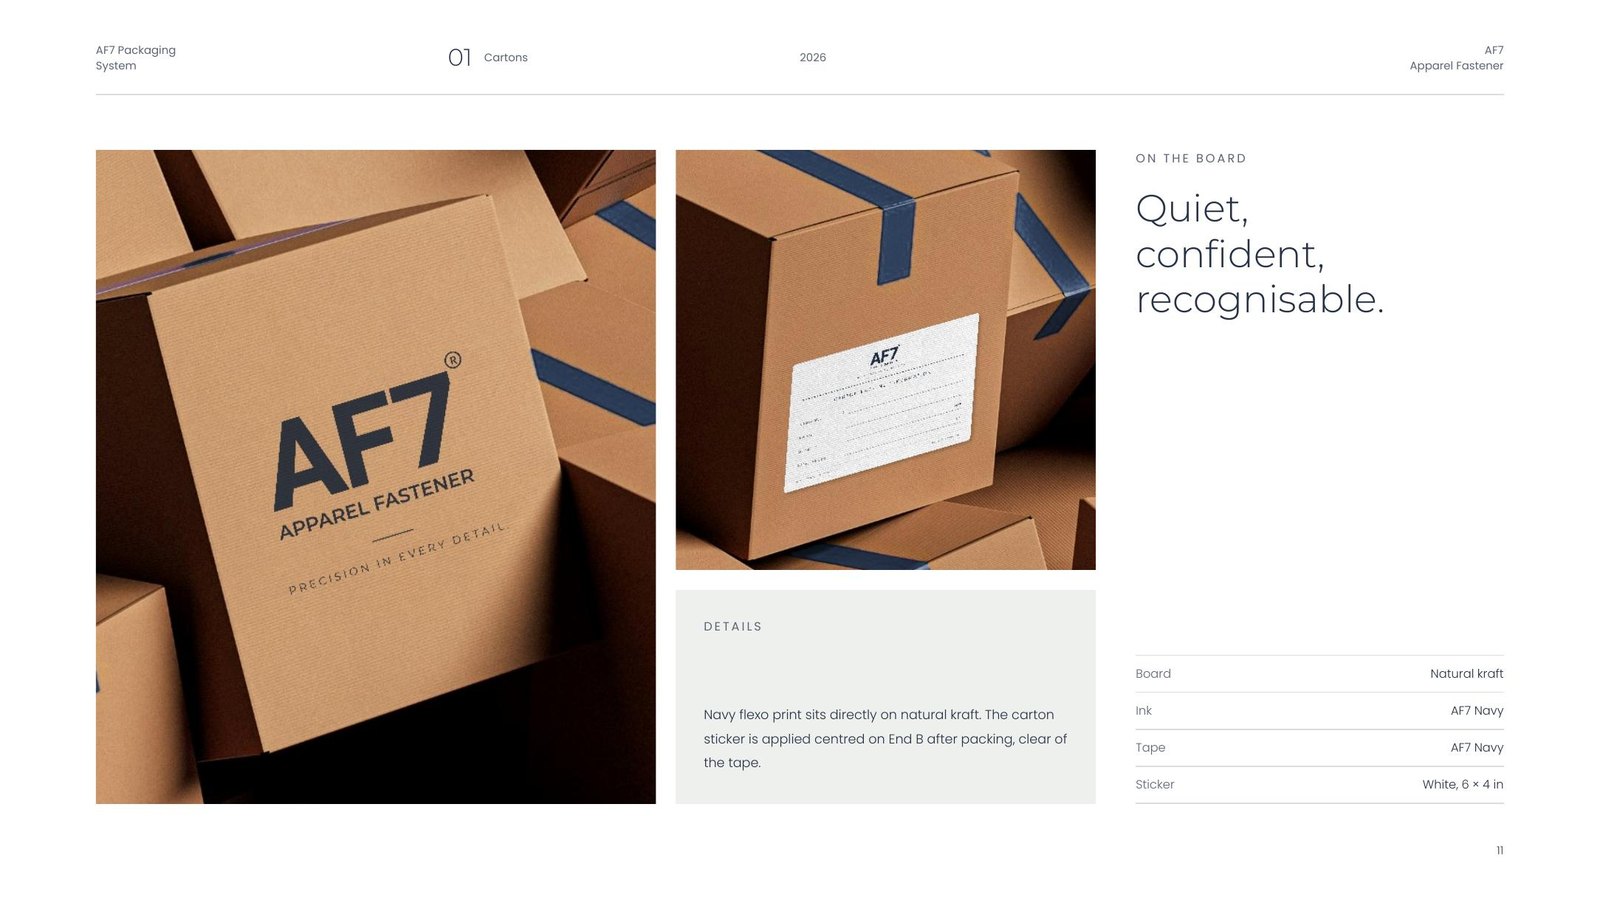 AF7 Packaging
System
01 Cartons
2026
AF7
Apparel Fastener
AF7®
APPAREL FASTENER
PRECISION IN EVERY DETAIL.
AF7
ON THE BOARD
Quiet,
confident,
recognisable.
DETAILS
Navy flexo print sits directly on natural kraft. The carton
sticker is applied centred on End B after packing, clear of
the tape.
Board Natural kraft
Ink AF7 Navy
Tape AF7 Navy
Sticker White, 6 × 4 in
11